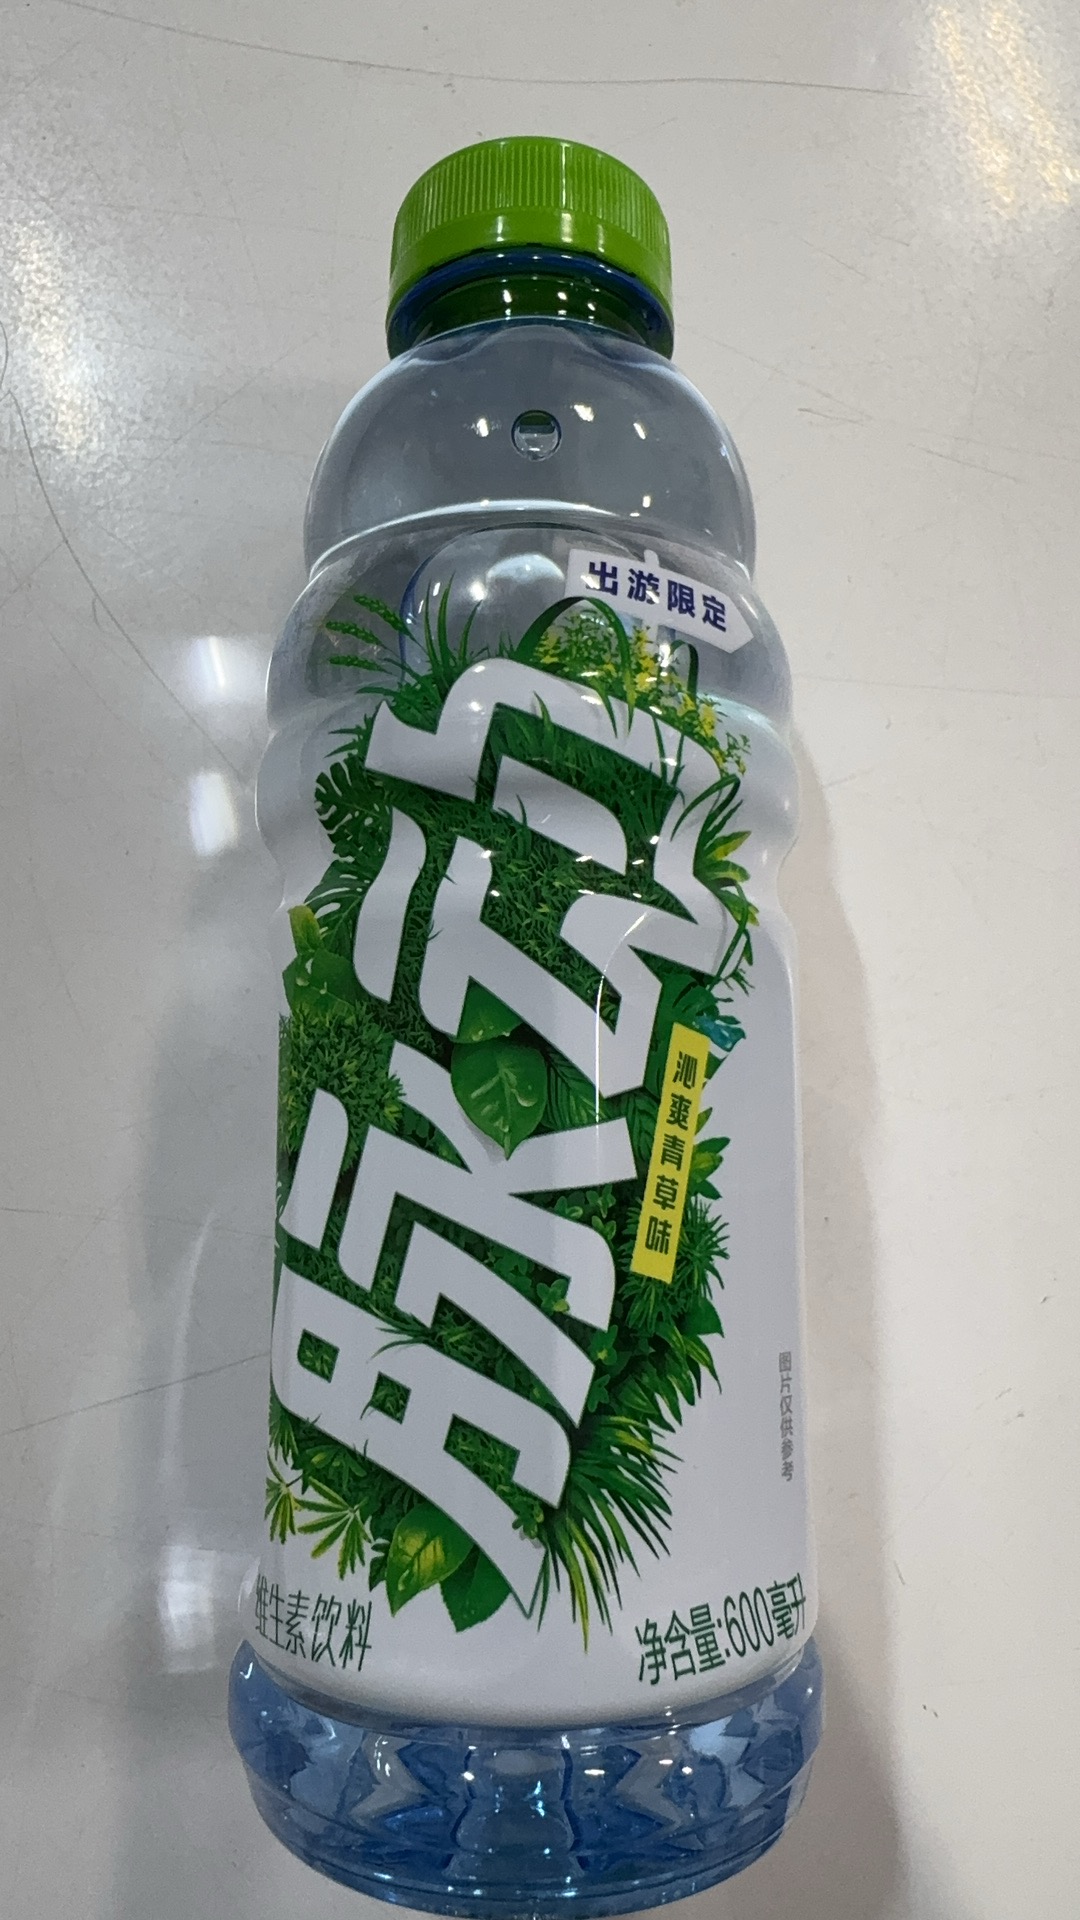 出游限定
脉动
沁爽青草味
图片仅供参考
维生素饮料
净含量:600毫升